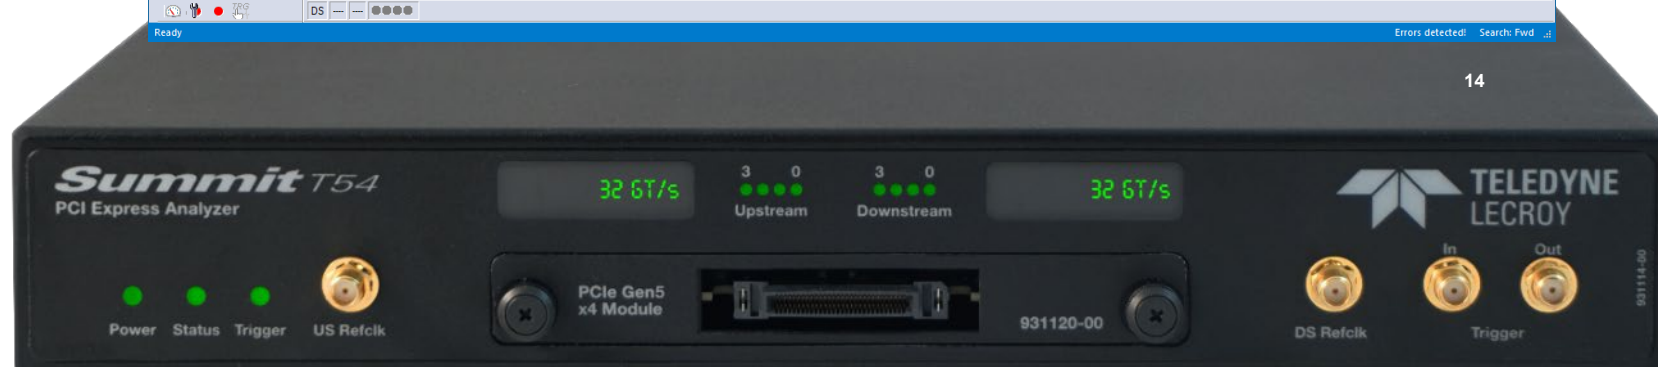 TRG
DS
Ready
Errors detected! Search: Fwd
14
Summit T54
PCI Express Analyzer
32 GT/s
3 0
Upstream
3 0
Downstream
32 GT/s
TELEDYNE
LECROY
Power Status Trigger US Refclk
PCIe Gen5
x4 Module
931120-00
DS Refclk
In Out
Trigger
931114-00